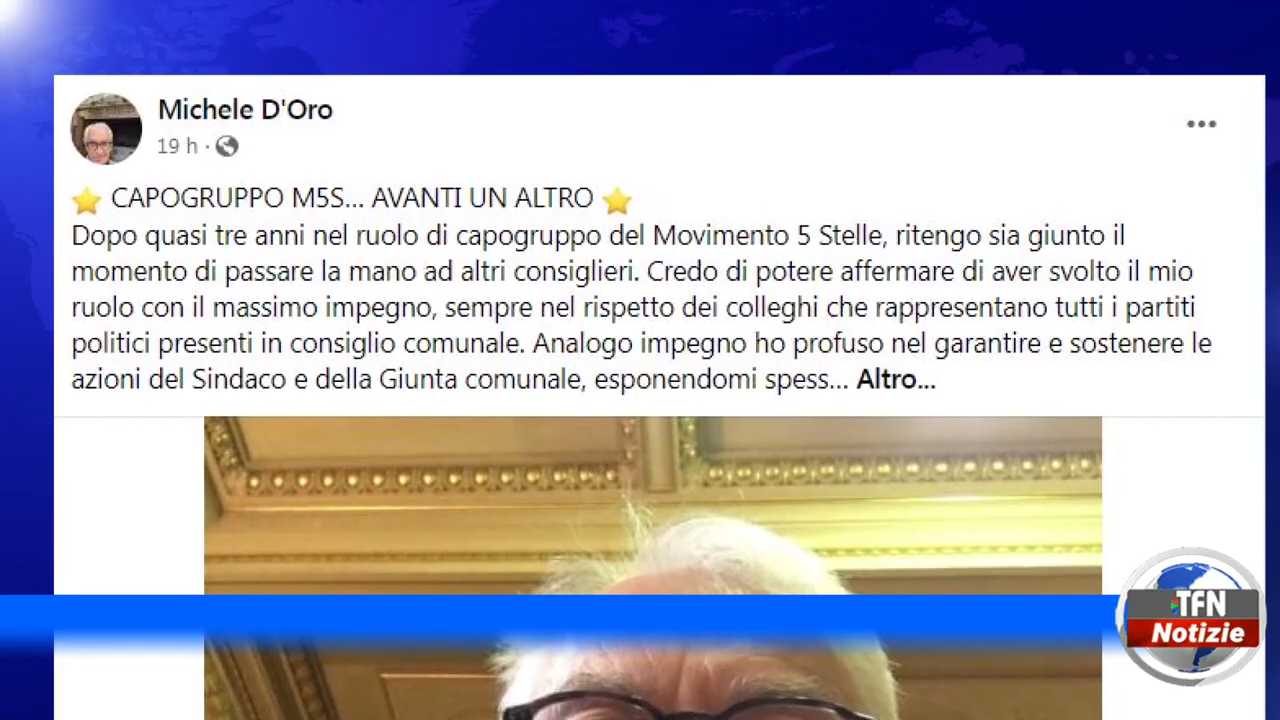 Michele D'Oro
19 h ·
⭐ CAPOGRUPPO M5S... AVANTI UN ALTRO ⭐
Dopo quasi tre anni nel ruolo di capogruppo del Movimento 5 Stelle, ritengo sia giunto il
momento di passare la mano ad altri consiglieri. Credo di potere affermare di aver svolto il mio
ruolo con il massimo impegno, sempre nel rispetto dei colleghi che rappresentano tutti i partiti
politici presenti in consiglio comunale. Analogo impegno ho profuso nel garantire e sostenere le
azioni del Sindaco e della Giunta comunale, esponendomi spess... Altro...
TFN
Notizie